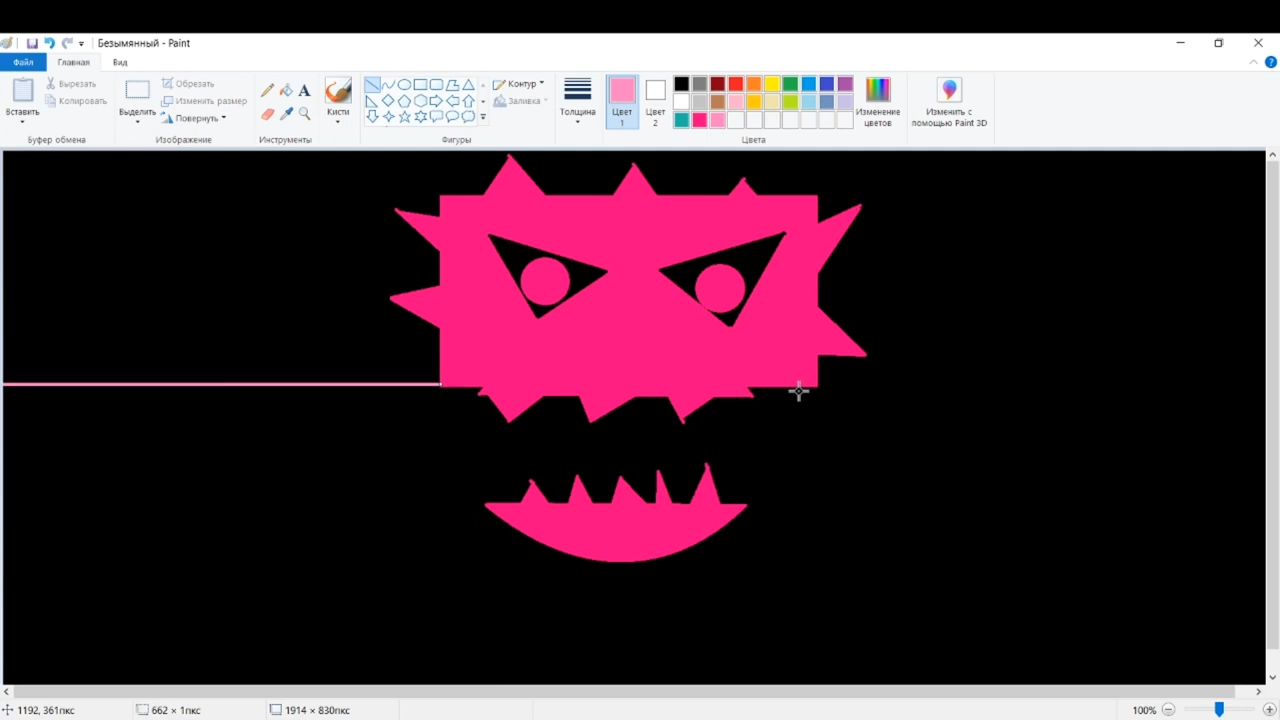 Безымянный - Paint
Файл Главная Вид
Вставить
Вырезать
Копировать
Буфер обмена
Выделить
Обрезать
Изменить размер
Повернуть
Изображение
A
Инструменты
Кисти
Контур
Заливка
Фигуры
Толщина
Цвет 1
Цвет 2
Изменение цветов
Цвета
Изменить с помощью Paint 3D
1192, 361пкс 662 × 1пкс 1914 × 830пкс 100%